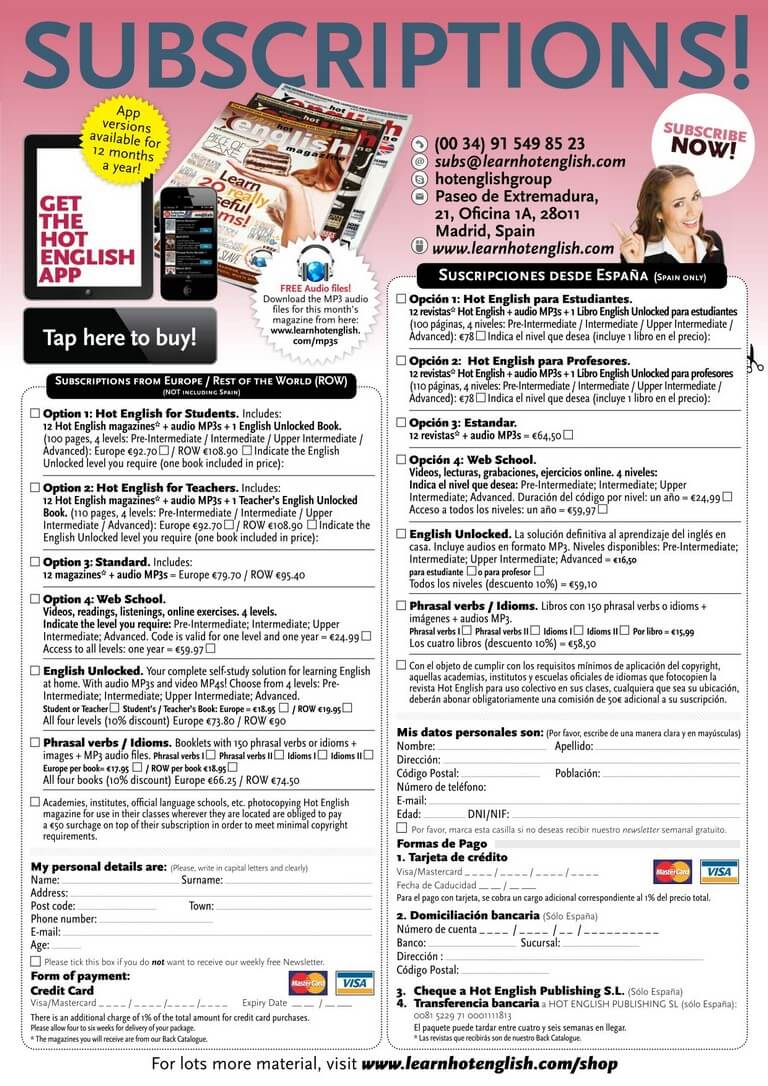 SUBSCRIPTIONS!
App
versions
available for
12 months
a year!
GET
THE
HOT
ENGLISH
APP
Tap here to buy!
hot
english
magazine
Learn
20 really
FREE Audio files!
Download the MP3 audio
files for this month's
magazine from here:
www.learnhotenglish.
com/mp3s
(00 34) 91 549 85 23
subs@learnhotenglish.com
hotenglishgroup
Paseo de Extremadura,
21, Oficina 1A, 28011
Madrid, Spain
www.learnhotenglish.com
SUBSCRIBE
NOW!
Subscriptions from Europe / Rest of the World (ROW)
(NOT INCLUDING SPAIN)
Option 1: Hot English for Students. Includes:
12 Hot English magazines* + audio MP3s + 1 English Unlocked Book.
(100 pages, 4 levels: Pre-Intermediate / Intermediate / Upper Intermediate /
Advanced): Europe €92.70 / ROW €108.90 Indicate the English
Unlocked level you require (one book included in price):
Option 2: Hot English for Teachers. Includes:
12 Hot English magazines* + audio MP3s + 1 Teacher's English Unlocked
Book. (110 pages, 4 levels: Pre-Intermediate / Intermediate / Upper
Intermediate / Advanced): Europe €92.70 / ROW €108.90 Indicate the
English Unlocked level you require (one book included in price):
Option 3: Standard. Includes:
12 magazines* + audio MP3s = Europe €79.70 / ROW €95.40
Option 4: Web School.
Videos, readings, listenings, online exercises. 4 levels.
Indicate the level you require: Pre-Intermediate; Intermediate; Upper
Intermediate; Advanced. Code is valid for one level and one year = €24.99
Access to all levels: one year = €59.97
English Unlocked. Your complete self-study solution for learning English
at home. With audio MP3s and video MP4s! Choose from 4 levels: Pre-
Intermediate; Intermediate; Upper Intermediate; Advanced.
Student or Teacher Student's / Teacher's Book: Europe = €18.95 / ROW €19.95
All four levels (10% discount) Europe €73.80 / ROW €90
Phrasal verbs / Idioms. Booklets with 150 phrasal verbs or idioms +
images + MP3 audio files. Phrasal verbs I Phrasal verbs II Idioms I Idioms II
Europe per book= €17.95 / ROW per book €18.95
All four books (10% discount) Europe €66.25 / ROW €74.50
Academies, institutes, official language schools, etc. photocopying Hot English
magazine for use in their classes wherever they are located are obliged to pay
a €50 surchage on top of their subscription in order to meet minimal copyright
requirements.
My personal details are: (Please, write in capital letters and clearly)
Name: Surname:
Address:
Post code: Town:
Phone number:
E-mail:
Age:
Please tick this box if you do not want to receive our weekly free Newsletter.
Form of payment:
Credit Card
MasterCard VISA
Visa/Mastercard _ _ _ _ / _ _ _ _ / _ _ _ _ / _ _ _ _ Expiry Date __ __ / __ ___
There is an additional charge of 1% of the total amount for credit card purchases.
Please allow four to six weeks for delivery of your package.
* The magazines you will receive are from our Back Catalogue.
Suscripciones desde España (Spain only)
Opción 1: Hot English para Estudiantes.
12 revistas* Hot English + audio MP3s + 1 Libro English Unlocked para estudiantes
(100 páginas, 4 niveles: Pre-Intermediate / Intermediate / Upper Intermediate /
Advanced): €78 Indica el nivel que desea (incluye 1 libro en el precio):
Opción 2: Hot English para Profesores.
12 revistas* Hot English + audio MP3s + 1 Libro English Unlocked para profesores
(110 páginas, 4 niveles: Pre-Intermediate / Intermediate / Upper Intermediate /
Advanced): €78 Indica el nivel que desea (incluye 1 libro en el precio):
Opción 3: Estandar.
12 revistas* + audio MP3s = €64,50
Opción 4: Web School.
Videos, lecturas, grabaciones, ejercicios online. 4 niveles:
Indica el nivel que desea: Pre-Intermediate; Intermediate; Upper
Intermediate; Advanced. Duración del código por nivel: un año = €24,99
Acceso a todos los niveles: un año = €59,97
English Unlocked. La solución definitiva al aprendizaje del inglés en
casa. Incluye audios en formato MP3. Niveles disponibles: Pre-Intermediate;
Intermediate; Upper Intermediate; Advanced = €16,50
para estudiante o para profesor
Todos los niveles (descuento 10%) = €59,10
Phrasal verbs / Idioms. Libros con 150 phrasal verbs o idioms +
imágenes + audios MP3.
Phrasal verbs I Phrasal verbs II Idioms I Idioms II Por libro = €15,99
Los cuatro libros (descuento 10%) = €58,50
Con el objeto de cumplir con los requisitos mínimos de aplicación del copyright,
aquellas academias, institutos y escuelas oficiales de idiomas que fotocopien la
revista Hot English para uso colectivo en sus clases, cualquiera que sea su ubicación,
deberán abonar obligatoriamente una comisión de 50€ adicional a su suscripción.
Mis datos personales son: (Por favor, escribe de una manera clara y en mayúsculas)
Nombre: Apellido:
Dirección:
Código Postal: Población:
Número de teléfono:
E-mail:
Edad: DNI/NIF:
Por favor, marca esta casilla si no deseas recibir nuestro newsletter semanal gratuito.
Formas de Pago
1. Tarjeta de crédito
Visa/Mastercard _ _ _ _ / _ _ _ _ / _ _ _ _ / _ _ _ _
MasterCard VISA
Fecha de Caducidad __ __ / __ ___
Para el pago con tarjeta, se cobra un cargo adicional correspondiente al 1% del precio total.
2. Domiciliación bancaria (Sólo España)
Número de cuenta _ _ _ _ / _ _ _ _ / _ _ / _ _ _ _ _ _ _ _ _ _
Banco: Sucursal:
Dirección :
Código Postal:
3. Cheque a Hot English Publishing S.L. (Sólo España)
4. Transferencia bancaria a HOT ENGLISH PUBLISHING SL (sólo España):
0081 5229 71 0001111813
El paquete puede tardar entre cuatro y seis semanas en llegar.
* Las revistas que recibirás son de nuestro Back Catalogue.
For lots more material, visit www.learnhotenglish.com/shop